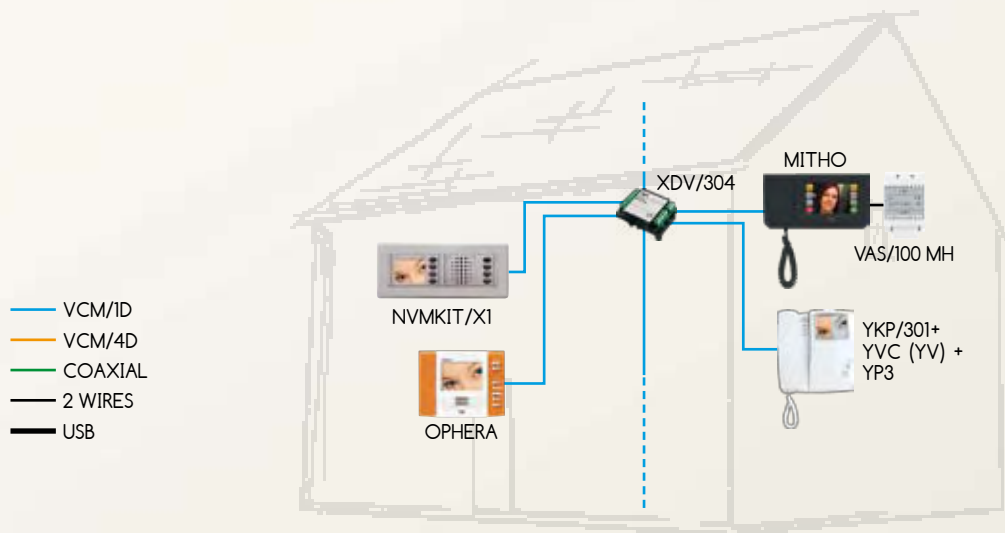 MITHO
XDV/304
VAS/100 MH
NVMKIT/X1
VCM/1D
VCM/4D
COAXIAL
2 WIRES
USB
YKP/301+
YVC (YV) +
YP3
OPHERA